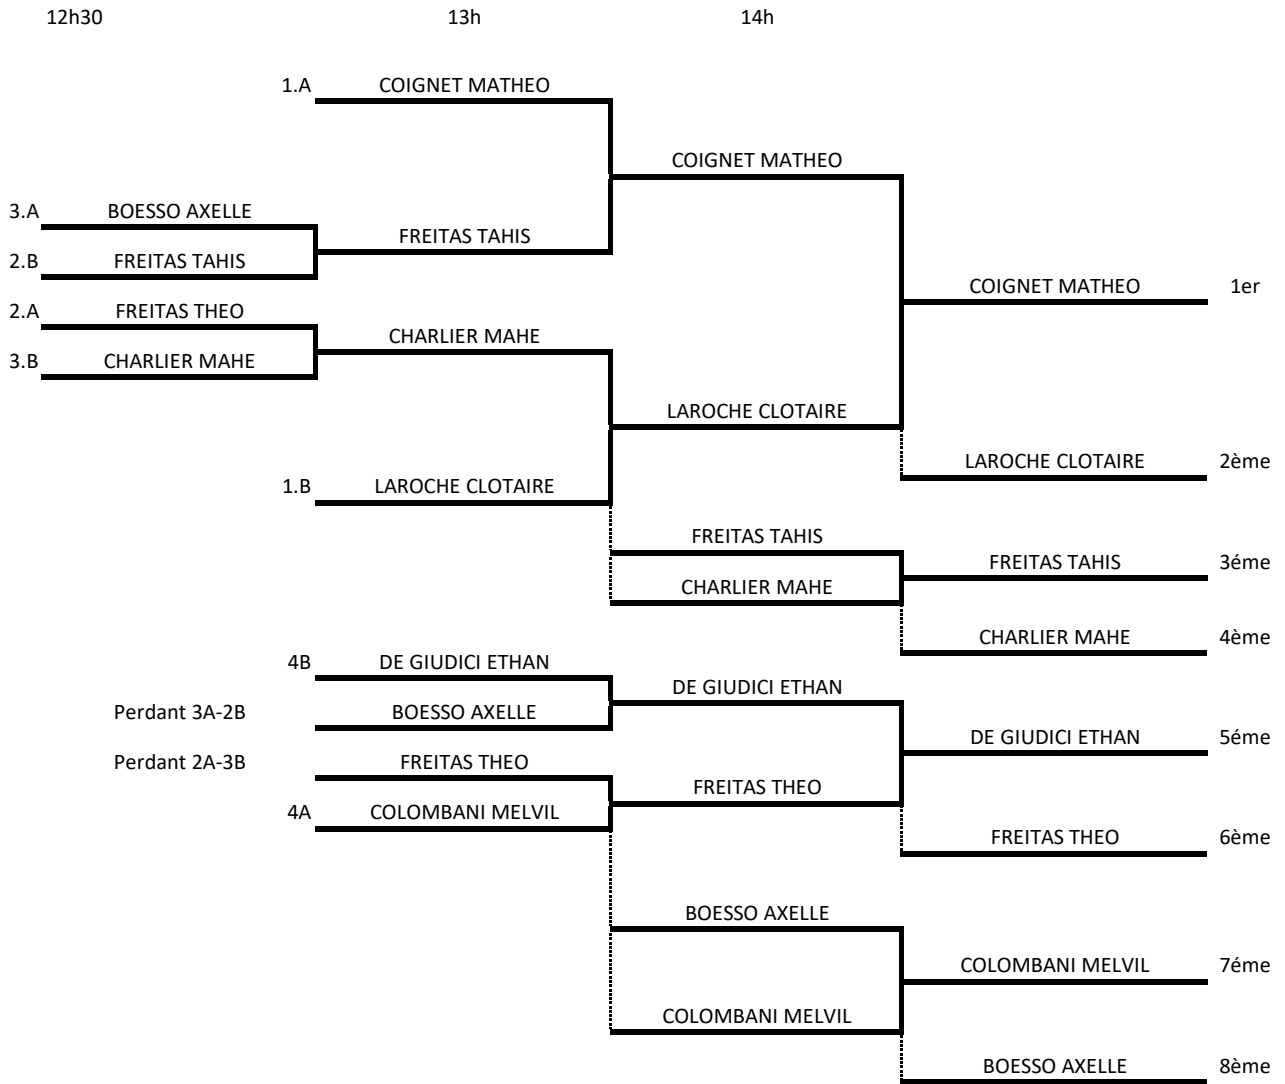 12h30 13h 14h
1.A COIGNET MATHEO
COIGNET MATHEO
3.A BOESSO AXELLE
FREITAS TAHIS
2.B FREITAS TAHIS
COIGNET MATHEO 1er
2.A FREITAS THEO
CHARLIER MAHE
3.B CHARLIER MAHE
LAROCHE CLOTAIRE
LAROCHE CLOTAIRE 2ème
1.B LAROCHE CLOTAIRE
FREITAS TAHIS
FREITAS TAHIS 3éme
CHARLIER MAHE
CHARLIER MAHE 4ème
4B DE GIUDICI ETHAN
DE GIUDICI ETHAN
Perdant 3A-2B BOESSO AXELLE
DE GIUDICI ETHAN 5éme
Perdant 2A-3B FREITAS THEO
FREITAS THEO
4A COLOMBANI MELVIL
FREITAS THEO 6ème
BOESSO AXELLE
COLOMBANI MELVIL 7éme
COLOMBANI MELVIL
BOESSO AXELLE 8ème